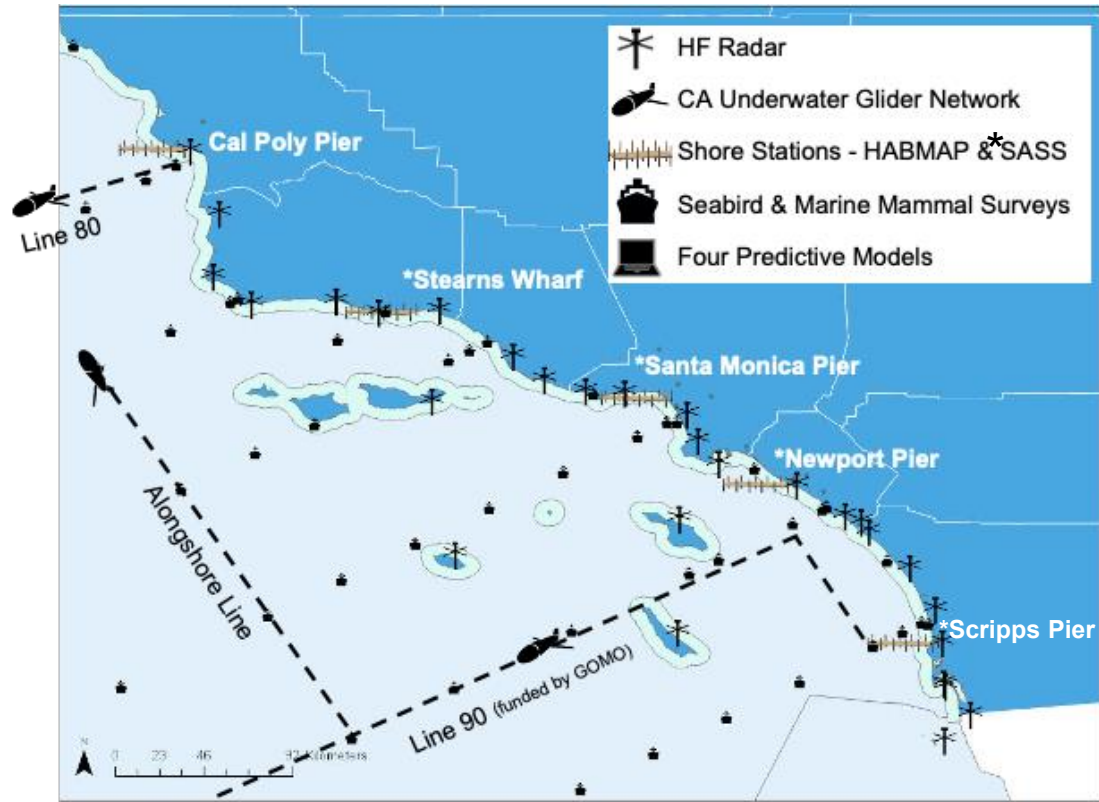 HF Radar
CA Underwater Glider Network
Shore Stations - HABMAP & *SASS
Seabird & Marine Mammal Surveys
Four Predictive Models
Cal Poly Pier
Line 80
*Stearns Wharf
*Santa Monica Pier
*Newport Pier
Alongshore Line
*Scripps Pier
Line 90 (funded by GOMO)
N
0 23 46 92 Kilometers